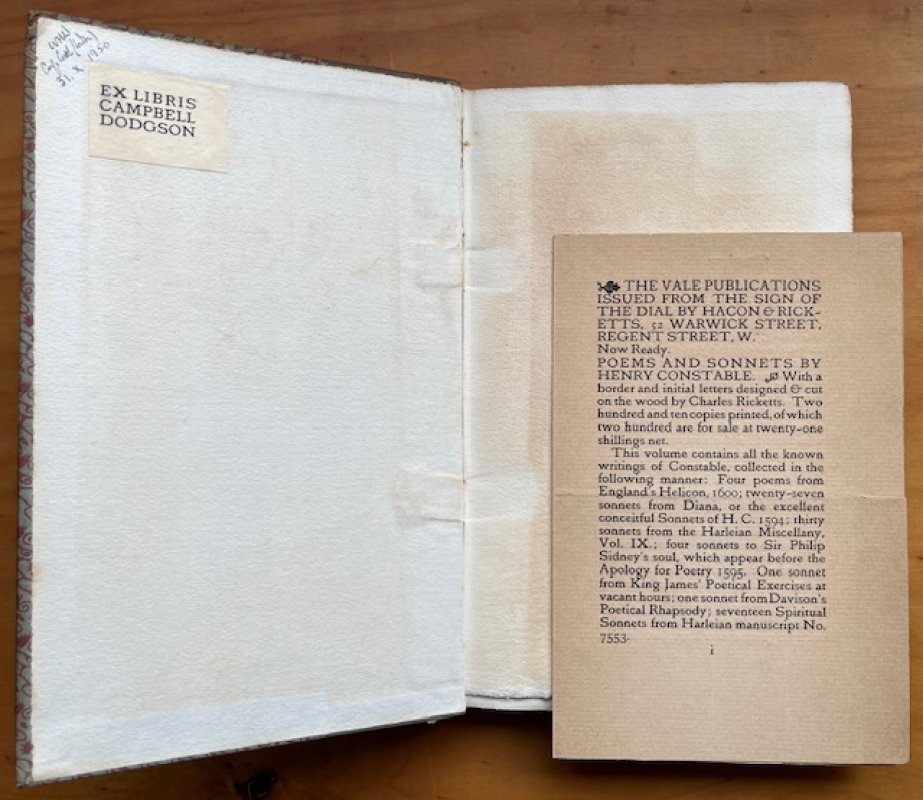 31. X. 1950
EX LIBRIS
CAMPBELL
DODGSON
THE VALE PUBLICATIONS
ISSUED FROM THE SIGN OF
THE DIAL BY HACON & RICK-
ETTS, 52 WARWICK STREET,
REGENT STREET, W.
Now Ready.
POEMS AND SONNETS BY
HENRY CONSTABLE. With a
border and initial letters designed & cut
on the wood by Charles Ricketts. Two
hundred and ten copies printed, of which
two hundred are for sale at twenty-one
shillings net.
This volume contains all the known
writings of Constable, collected in the
following manner: Four poems from
England's Helicon, 1600; twenty-seven
sonnets from Diana, or the excellent
conceitful Sonnets of H. C. 1594; thirty
sonnets from the Harleian Miscellany,
Vol. IX.; four sonnets to Sir Philip
Sidney's soul, which appear before the
Apology for Poetry 1595. One sonnet
from King James' Poetical Exercises at
vacant hours; one sonnet from Davison's
Poetical Rhapsody; seventeen Spiritual
Sonnets from Harleian manuscript No.
7553.
i